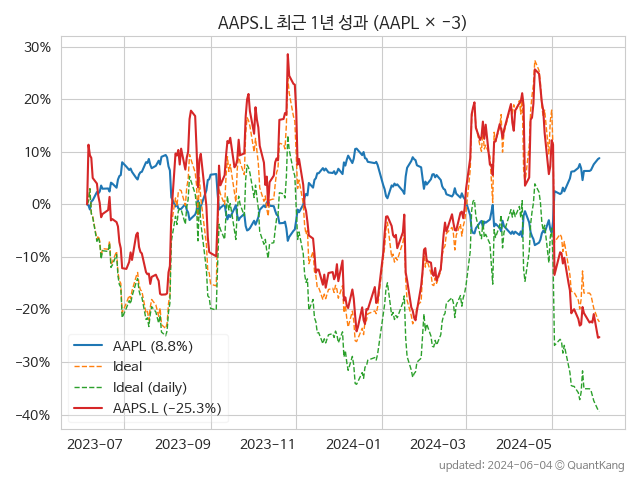 AAPS.L 최근 1년 성과 (AAPL × −3)
30%
20%
10%
0%
−10%
−20%
−30%
−40%
AAPL (8.8%)
Ideal
Ideal (daily)
AAPS.L (−25.3%)
2023-07 2023-09 2023-11 2024-01 2024-03 2024-05
updated: 2024-06-04 © QuantKang